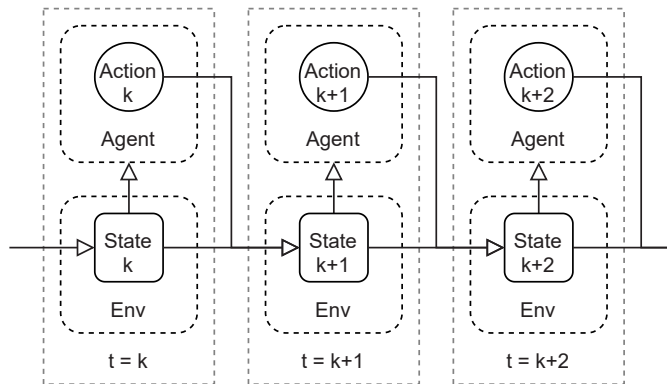 Action
k
Agent
State
k
Env
t = k
Action
k+1
Agent
State
k+1
Env
t = k+1
Action
k+2
Agent
State
k+2
Env
t = k+2